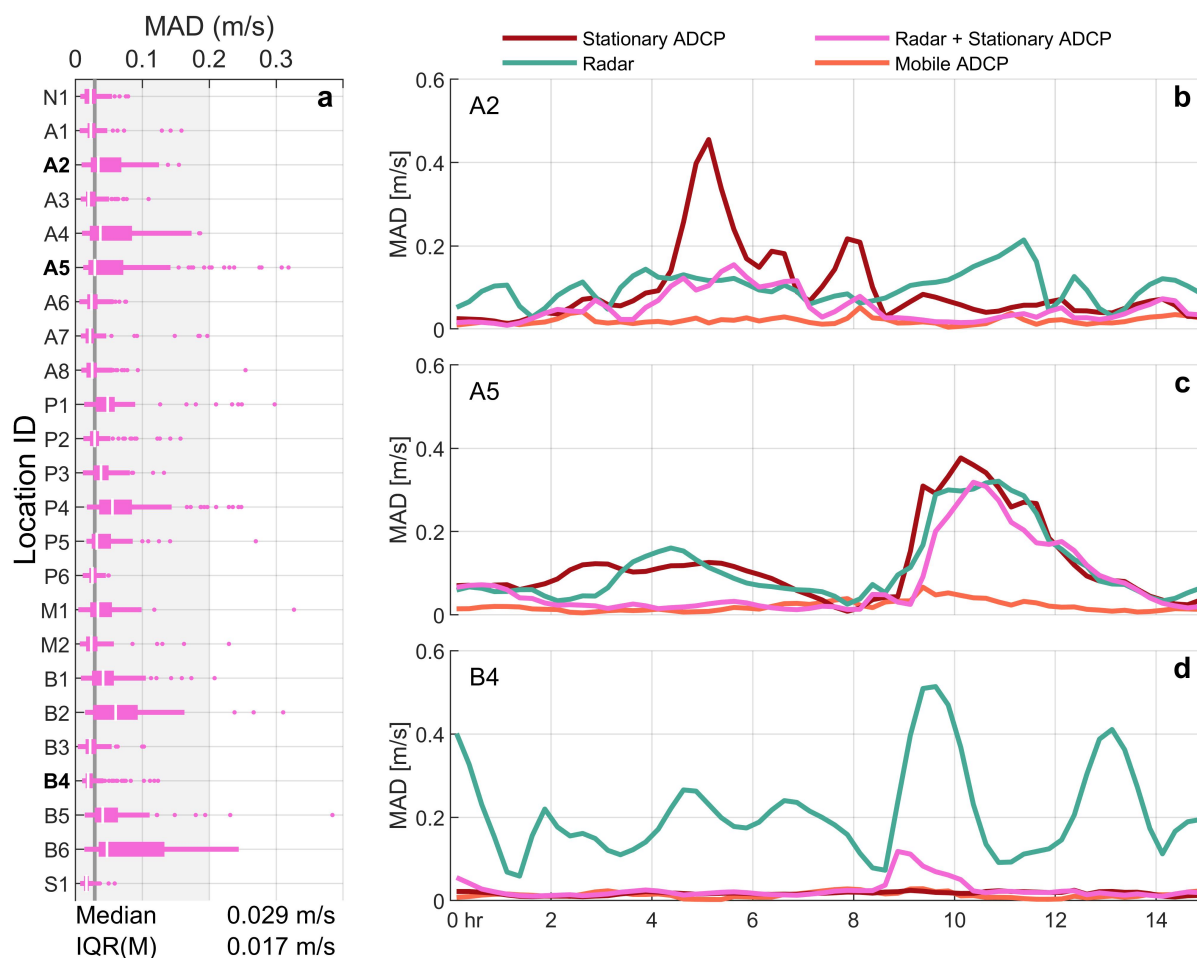 MAD (m/s)
0 0.1 0.2 0.3
a
Location ID
N1
A1
A2
A3
A4
A5
A6
A7
A8
P1
P2
P3
P4
P5
P6
M1
M2
B1
B2
B3
B4
B5
B6
S1
Median 0.029 m/s
IQR(M) 0.017 m/s
Stationary ADCP
Radar
Radar + Stationary ADCP
Mobile ADCP
A2
b
MAD [m/s]
0.6
0.4
0.2
0
A5
c
MAD [m/s]
0.6
0.4
0.2
0
B4
d
MAD [m/s]
0.6
0.4
0.2
0
0 hr 2 4 6 8 10 12 14